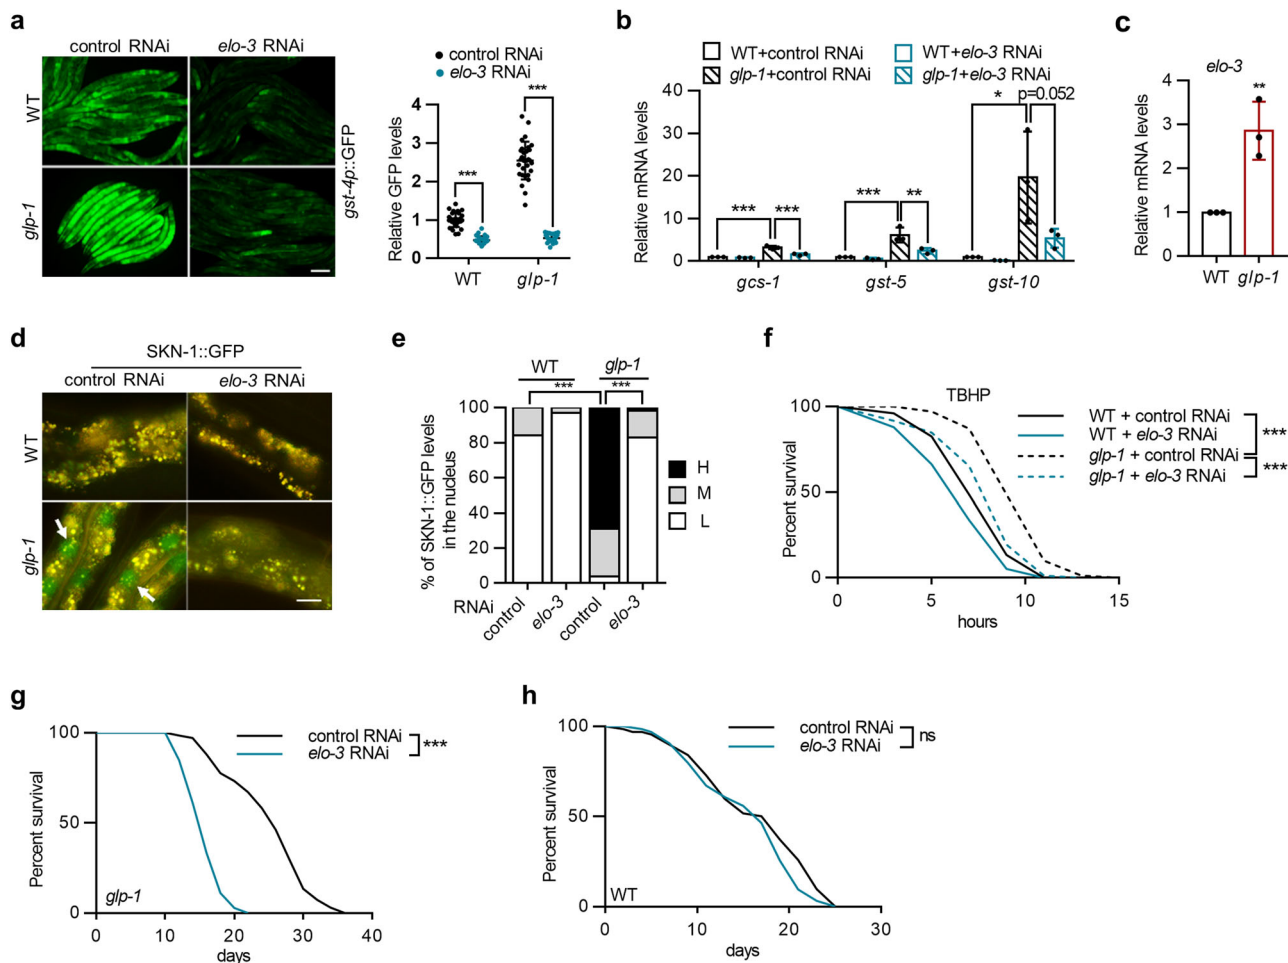 a
control RNAi
elo-3 RNAi
WT
glp-1
gst-4p::GFP
control RNAi
elo-3 RNAi
Relative GFP levels
4
3
2
1
0
***
***
WT
glp-1
b
WT+control RNAi
WT+elo-3 RNAi
glp-1+control RNAi
glp-1+elo-3 RNAi
Relative mRNA levels
40
30
20
10
0
***
***
***
**
*
p=0.052
gcs-1
gst-5
gst-10
c
elo-3
Relative mRNA levels
4
3
2
1
0
**
WT
glp-1
d
SKN-1::GFP
control RNAi
elo-3 RNAi
WT
glp-1
e
WT
glp-1
***
***
% of SKN-1::GFP levels
in the nucleus
100
80
60
40
20
0
H
M
L
RNAi
control
elo-3
control
elo-3
f
TBHP
Percent survival
100
50
0
0
5
10
15
hours
WT + control RNAi
WT + elo-3 RNAi
glp-1 + control RNAi
glp-1 + elo-3 RNAi
***
***
g
Percent survival
100
50
0
glp-1
0
10
20
30
40
days
control RNAi
elo-3 RNAi
***
h
Percent survival
100
50
0
WT
0
10
20
30
days
control RNAi
elo-3 RNAi
ns